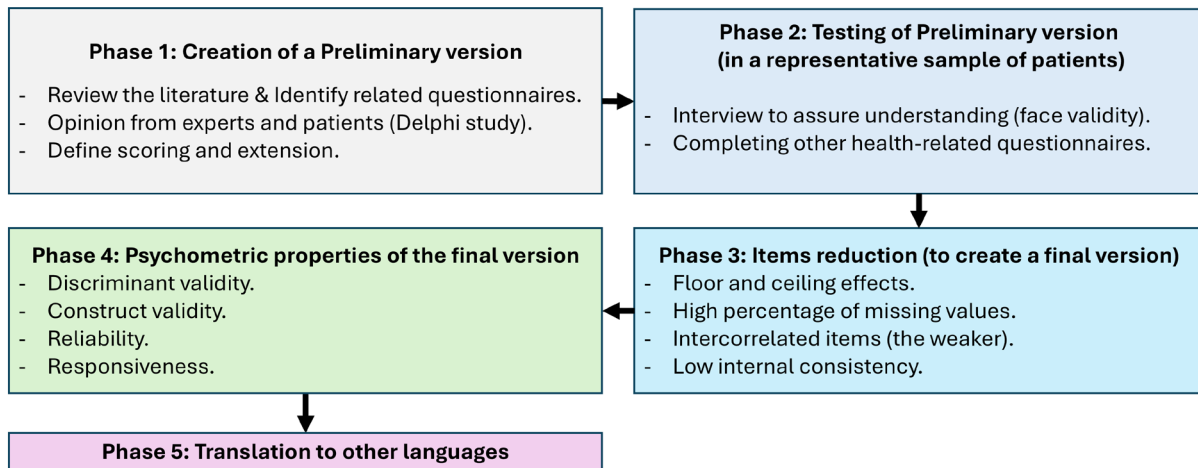 Phase 1: Creation of a Preliminary version
- Review the literature & Identify related questionnaires.
- Opinion from experts and patients (Delphi study).
- Define scoring and extension.
Phase 2: Testing of Preliminary version
(in a representative sample of patients)
- Interview to assure understanding (face validity).
- Completing other health-related questionnaires.
Phase 3: Items reduction (to create a final version)
- Floor and ceiling effects.
- High percentage of missing values.
- Intercorrelated items (the weaker).
- Low internal consistency.
Phase 4: Psychometric properties of the final version
- Discriminant validity.
- Construct validity.
- Reliability.
- Responsiveness.
Phase 5: Translation to other languages